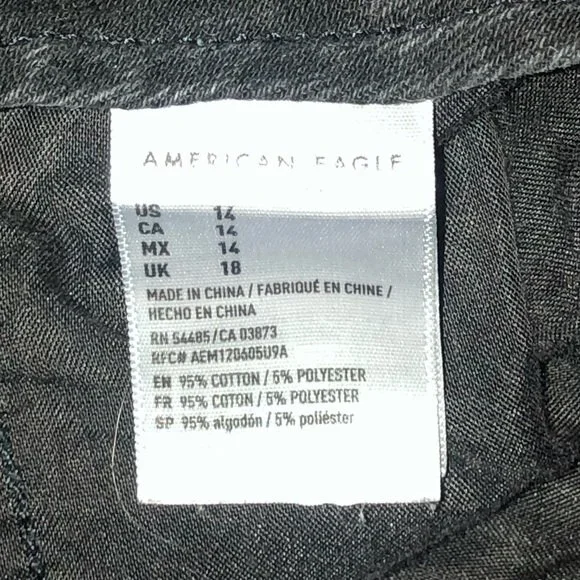 AMERICAN EAGLE
US 14
CA 14
MX 14
UK 18
MADE IN CHINA / FABRIQUÉ EN CHINE /
HECHO EN CHINA
RN 54485/CA 03873
RFC# AEM120605U9A
EN 95% COTTON / 5% POLYESTER
FR 95% COTON / 5% POLYESTER
SP 95% algodón / 5% poliéster